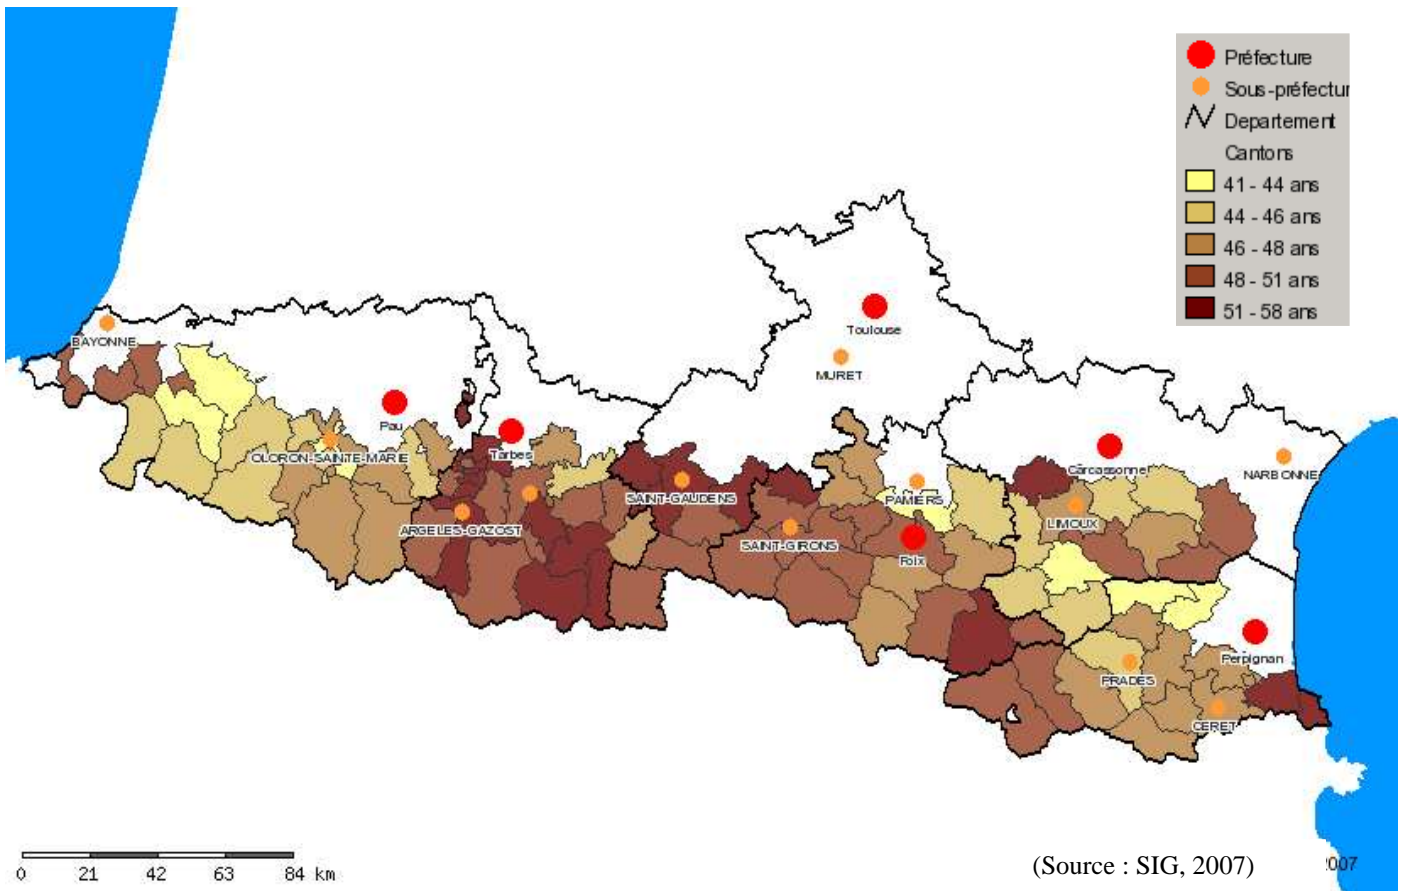 Préfecture
Sous-préfectur
Departement
Cantons
41 - 44 ans
44 - 46 ans
46 - 48 ans
48 - 51 ans
51 - 58 ans
BAYONNE
Toulouse
MURET
Pau
Tarbes
OLORON-SAINTE-MARIE
Carcassonne
NARBONNE
SAINT-GAUDENS
PAMIERS
ARGELES-GAZOST
LIMOUX
SAINT-GIRONS
Foix
Perpignan
PRADES
CERET
0 21 42 63 84 km
(Source : SIG, 2007)
2007